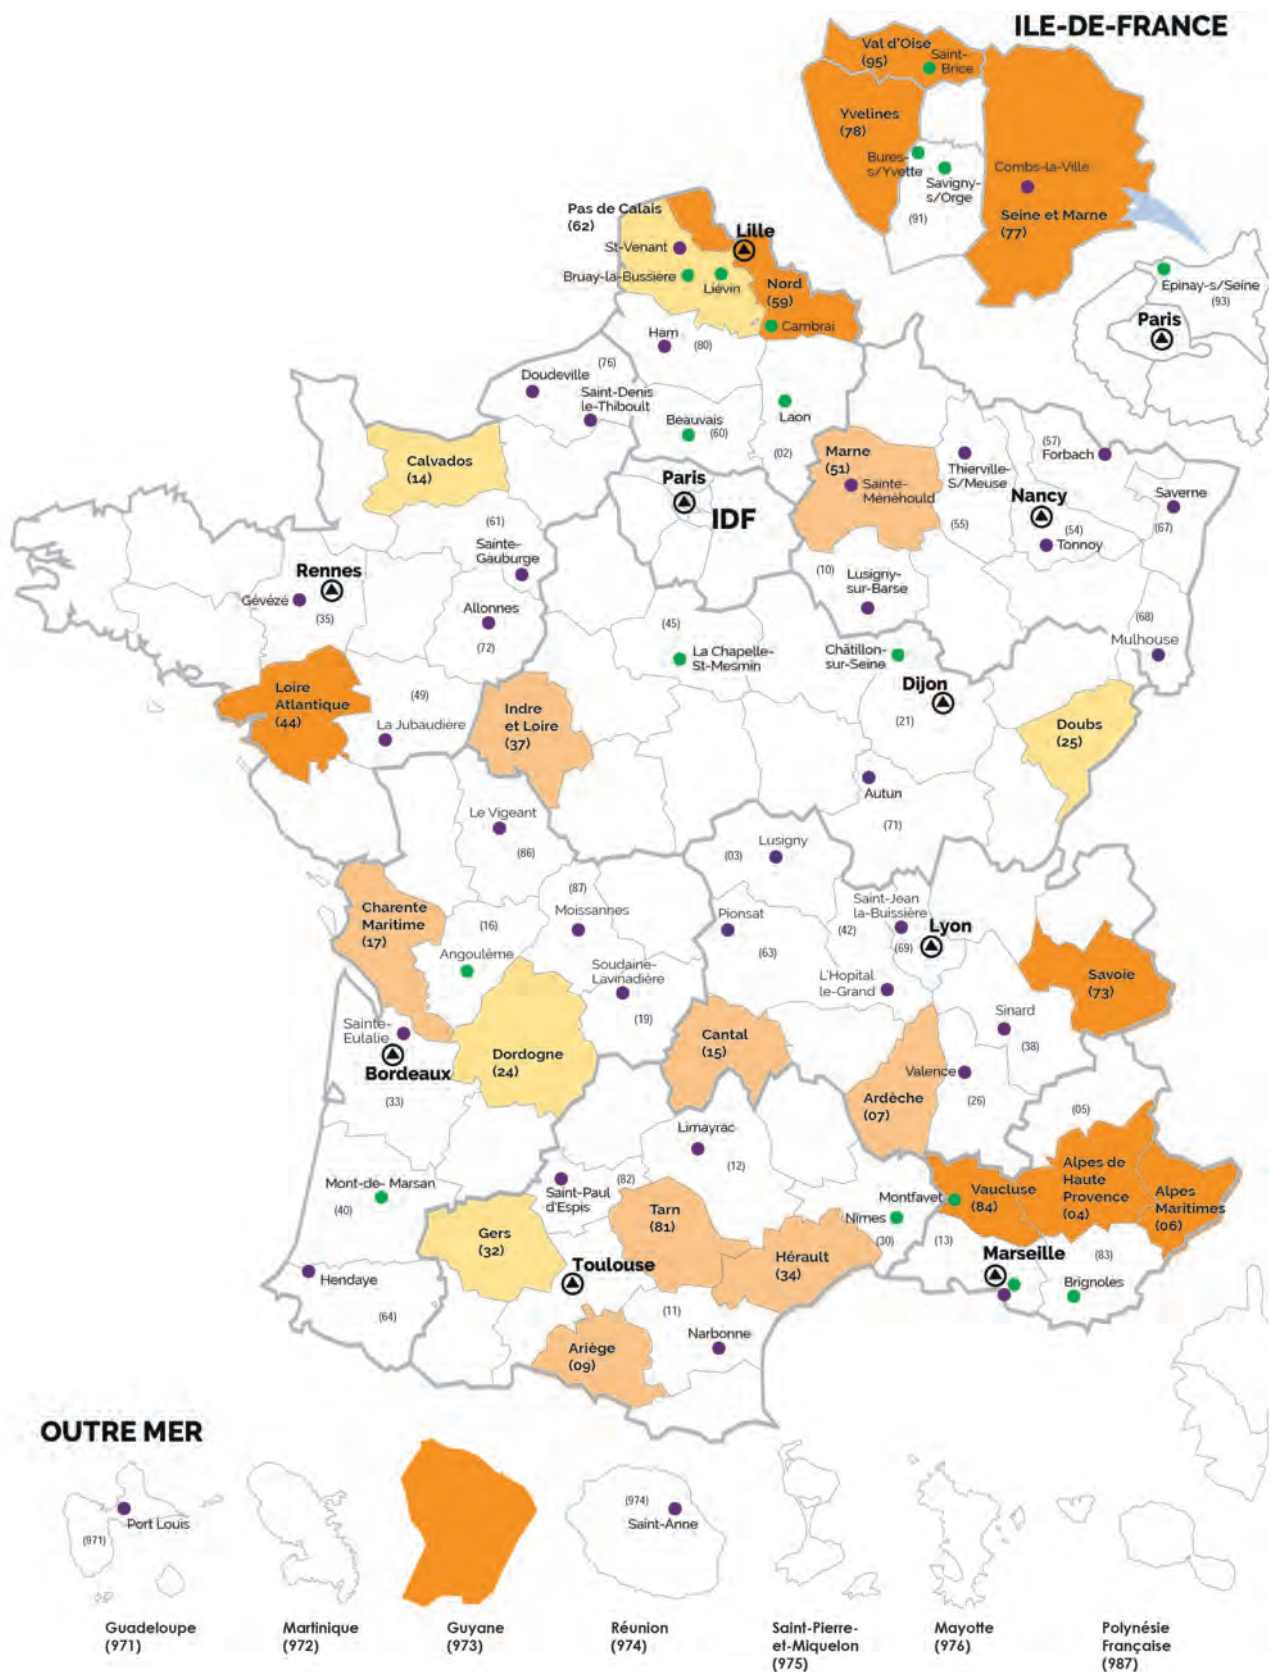 ILE-DE-FRANCE
Val d'Oise
(95)
Saint-
Brice
Yvelines
(78)
Bures-
s/Yvette
Savigny-
s/Orge
(91)
Combs-la-Ville
Seine et Marne
(77)
Epinay-s/Seine
(93)
Paris
Pas de Calais
(62)
Lille
St-Venant
Bruay-la-Bussière
Liévin
Nord
(59)
Cambrai
Ham
(80)
(76)
Doudeville
Saint-Denis
le-Thiboult
Beauvais
(60)
Laon
(02)
Calvados
(14)
Paris
IDF
Marne
(51)
Sainte-
Ménéhould
Thierville-
S/Meuse
(55)
(57)
Forbach
Nancy
(54)
Tonnoy
Saverne
(67)
(61)
Sainte-
Gauburge
Rennes
Gévézé
(35)
Allonnes
(72)
(10)
Lusigny-
sur-Barse
(68)
Mulhouse
(45)
La Chapelle-
St-Mesmin
Châtillon-
sur-Seine
Dijon
(21)
Loire
Atlantique
(44)
(49)
La Jubaudière
Indre
et Loire
(37)
Doubs
(25)
Autun
(71)
Le Vigeant
(86)
(03)
Lusigny
Charente
Maritime
(17)
(16)
Angoulême
(87)
Moissannes
Pionsat
(63)
Saint-Jean
la-Buissière
(42)
(69)
Lyon
L'Hopital
le-Grand
Soudaine-
Lavinadière
(19)
Savoie
(73)
Sainte-
Eulalie
Bordeaux
(33)
Dordogne
(24)
Cantal
(15)
Sinard
(38)
Ardèche
(07)
Valence
(26)
(05)
Limayrac
(12)
Mont-de- Marsan
(40)
Saint-Paul
d'Espis
(82)
Gers
(32)
Tarn
(81)
Montfavet
Nîmes
(30)
(13)
Vaucluse
(84)
Alpes de
Haute
Provence
(04)
Alpes
Maritimes
(06)
Hérault
(34)
Toulouse
Marseille
(83)
Brignoles
Hendaye
(64)
Ariège
(09)
(11)
Narbonne
OUTRE MER
Port Louis
(971)
(974)
Saint-Anne
Guadeloupe
(971)
Martinique
(972)
Guyane
(973)
Réunion
(974)
Saint-Pierre-
et-Miquelon
(975)
Mayotte
(976)
Polynésie
Française
(987)